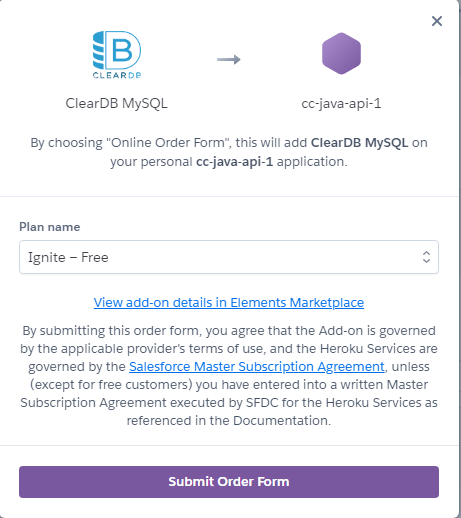 B
CLEARDB
ClearDB MySQL
cc-java-api-1
By choosing "Online Order Form", this will add ClearDB MySQL on
your personal cc-java-api-1 application.
Plan name
Ignite – Free
View add-on details in Elements Marketplace
By submitting this order form, you agree that the Add-on is governed
by the applicable provider's terms of use, and the Heroku Services are
governed by the Salesforce Master Subscription Agreement, unless
(except for free customers) you have entered into a written Master
Subscription Agreement executed by SFDC for the Heroku Services as
referenced in the Documentation.
Submit Order Form